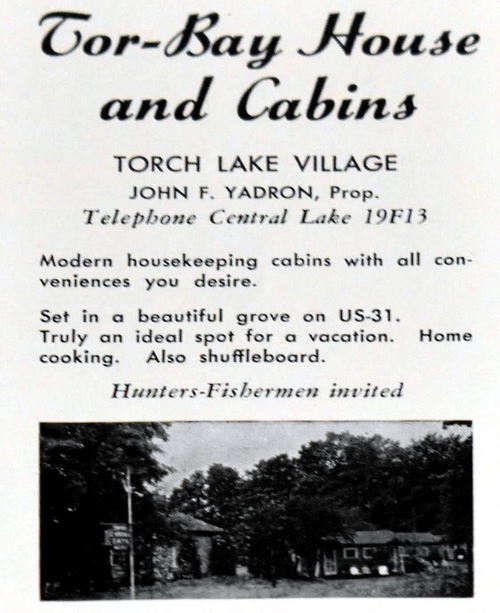 Tor-Bay House
and Cabins
TORCH LAKE VILLAGE
JOHN F. YADRON, Prop.
Telephone Central Lake 19F13
Modern housekeeping cabins with all con-
veniences you desire.
Set in a beautiful grove on US-31.
Truly an ideal spot for a vacation. Home
cooking. Also shuffleboard.
Hunters-Fishermen invited